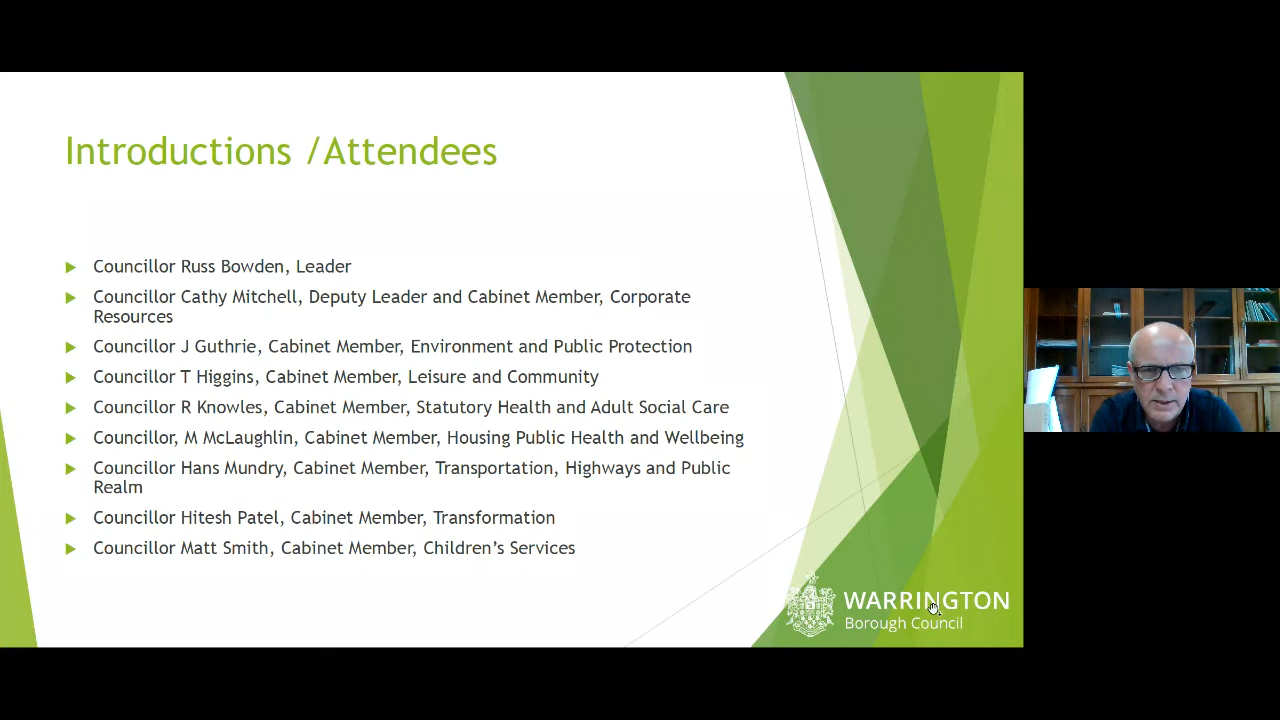 Introductions /Attendees
Councillor Russ Bowden, Leader
Councillor Cathy Mitchell, Deputy Leader and Cabinet Member, Corporate
Resources
Councillor J Guthrie, Cabinet Member, Environment and Public Protection
Councillor T Higgins, Cabinet Member, Leisure and Community
Councillor R Knowles, Cabinet Member, Statutory Health and Adult Social Care
Councillor, M McLaughlin, Cabinet Member, Housing Public Health and Wellbeing
Councillor Hans Mundry, Cabinet Member, Transportation, Highways and Public
Realm
Councillor Hitesh Patel, Cabinet Member, Transformation
Councillor Matt Smith, Cabinet Member, Children’s Services
WARRINGTON
Borough Council